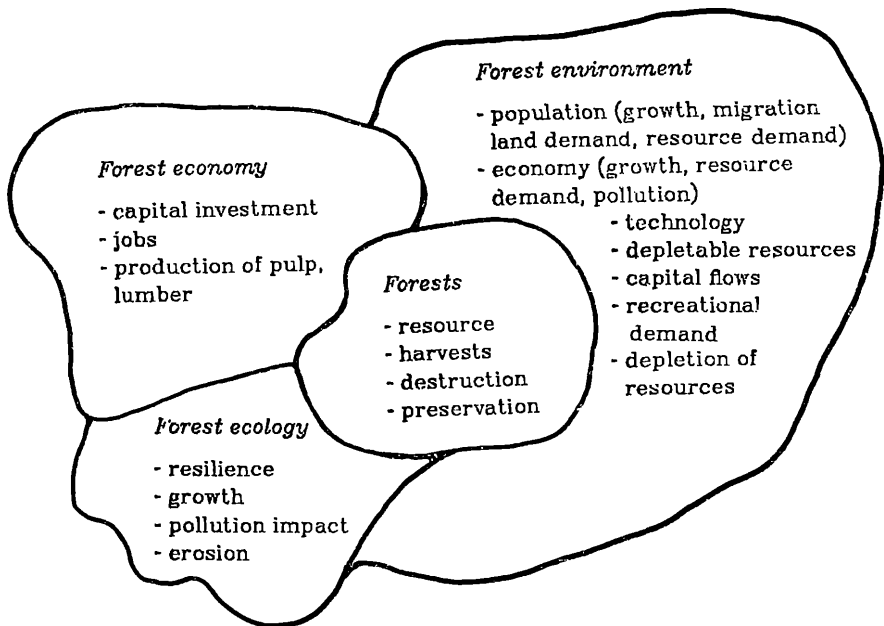 Forest environment
- population (growth, migration
land demand, resource demand)
- economy (growth, resource
demand, pollution)
- technology
- depletable resources
- capital flows
- recreational
demand
- depletion of
resources
Forest economy
- capital investment
- jobs
- production of pulp,
lumber
Forests
- resource
- harvests
- destruction
- preservation
Forest ecology
- resilience
- growth
- pollution impact
- erosion